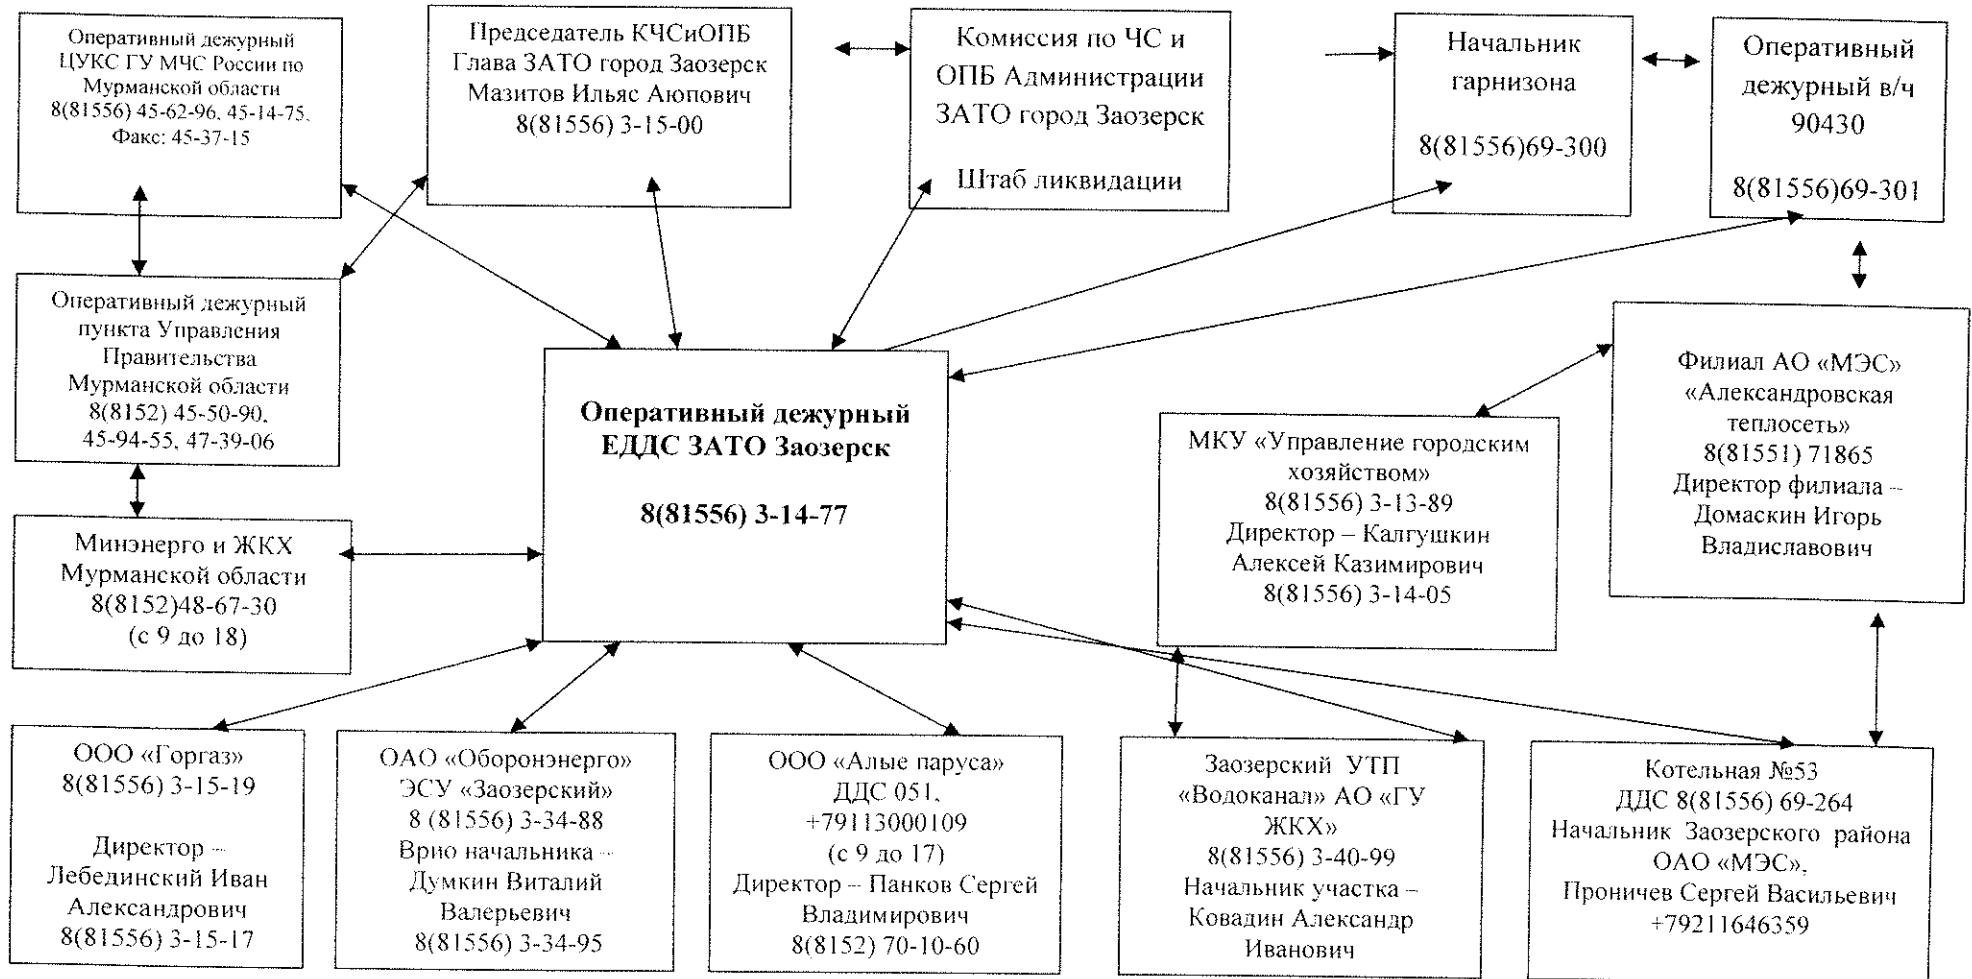 Оперативный дежурный
ЦУКС ГУ МЧС России по
Мурманской области
8(81556) 45-62-96, 45-14-75,
Факс: 45-37-15
Председатель КЧСиОПБ
Глава ЗАТО город Заозерск
Мазитов Ильяс Аюпович
8(81556) 3-15-00
Комиссия по ЧС и
ОПБ Администрации
ЗАТО город Заозерск
Штаб ликвидации
Начальник
гарнизона
8(81556)69-300
Оперативный
дежурный в/ч
90430
8(81556)69-301
Оперативный дежурный
пункта Управления
Правительства
Мурманской области
8(8152) 45-50-90,
45-94-55, 47-39-06
Оперативный дежурный
ЕДДС ЗАТО Заозерск
8(81556) 3-14-77
МКУ «Управление городским
хозяйством»
8(81556) 3-13-89
Директор – Калгушкин
Алексей Казимирович
8(81556) 3-14-05
Филиал АО «МЭС»
«Александровская
теплосеть»
8(81551) 71865
Директор филиала –
Домаскин Игорь
Владиславович
Минэнерго и ЖКХ
Мурманской области
8(8152)48-67-30
(с 9 до 18)
ООО «Горгаз»
8(81556) 3-15-19
Директор –
Лебединский Иван
Александрович
8(81556) 3-15-17
ОАО «Оборонэнерго»
ЭСУ «Заозерский»
8 (81556) 3-34-88
Врио начальника –
Думкин Виталий
Валерьевич
8(81556) 3-34-95
ООО «Алые паруса»
ДДС 051,
+79113000109
(с 9 до 17)
Директор – Панков Сергей
Владимирович
8(8152) 70-10-60
Заозерский УТП
«Водоканал» АО «ГУ
ЖКХ»
8(81556) 3-40-99
Начальник участка –
Ковадин Александр
Иванович
Котельная №53
ДДС 8(81556) 69-264
Начальник Заозерского района
ОАО «МЭС»,
Проничев Сергей Васильевич
+79211646359